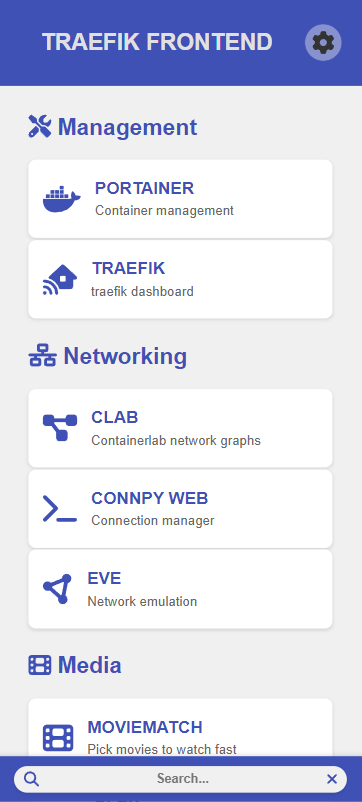 TRAEFIK FRONTEND
Management
PORTAINER
Container management
TRAEFIK
traefik dashboard
Networking
CLAB
Containerlab network graphs
CONNPY WEB
Connection manager
EVE
Network emulation
Media
MOVIEMATCH
Pick movies to watch fast
Search...